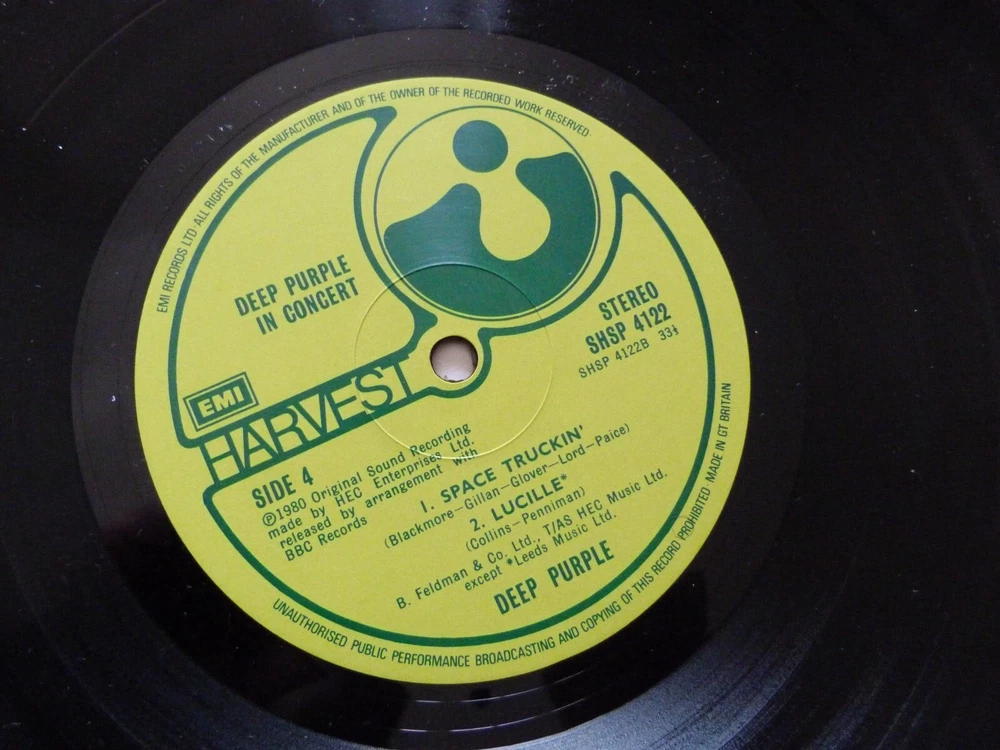 EMI RECORDS LTD ALL RIGHTS OF THE MANUFACTURER AND OF THE OWNER OF THE RECORDED WORK RESERVED·
DEEP PURPLE
IN CONCERT
STEREO
SHSP 4122
SHSP 4122B 33⅓
EMI
HARVEST
SIDE 4
Ⓟ1980 Original Sound Recording
made by HEC Enterprises Ltd.
released by arrangement with
BBC Records
1. SPACE TRUCKIN'
(Blackmore–Gillan–Glover–Lord–Paice)
2. LUCILLE*
(Collins–Penniman)
B. Feldman & Co. Ltd., T/AS HEC Music Ltd.
except *Leeds Music Ltd.
DEEP PURPLE
UNAUTHORISED PUBLIC PERFORMANCE BROADCASTING AND COPYING OF THIS RECORD PROHIBITED·MADE IN GT BRITAIN